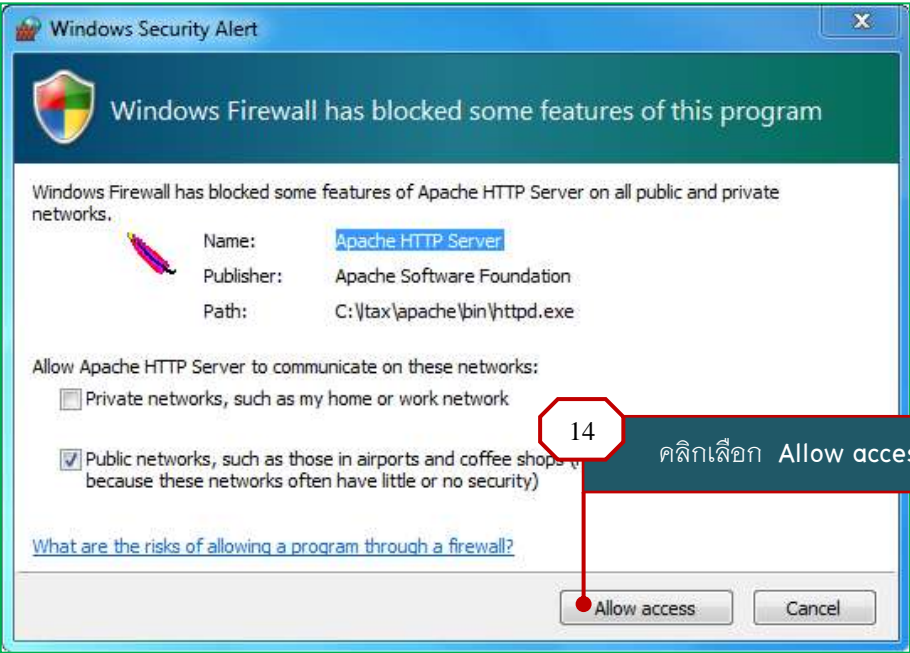 Windows Security Alert
Windows Firewall has blocked some features of this program
Windows Firewall has blocked some features of Apache HTTP Server on all public and private
networks.
Name: Apache HTTP Server
Publisher: Apache Software Foundation
Path: C:\ltax\apache\bin\httpd.exe
Allow Apache HTTP Server to communicate on these networks:
Private networks, such as my home or work network
14
คลิกเลือก Allow acces
Public networks, such as those in airports and coffee shops
because these networks often have little or no security)
What are the risks of allowing a program through a firewall?
Allow access Cancel